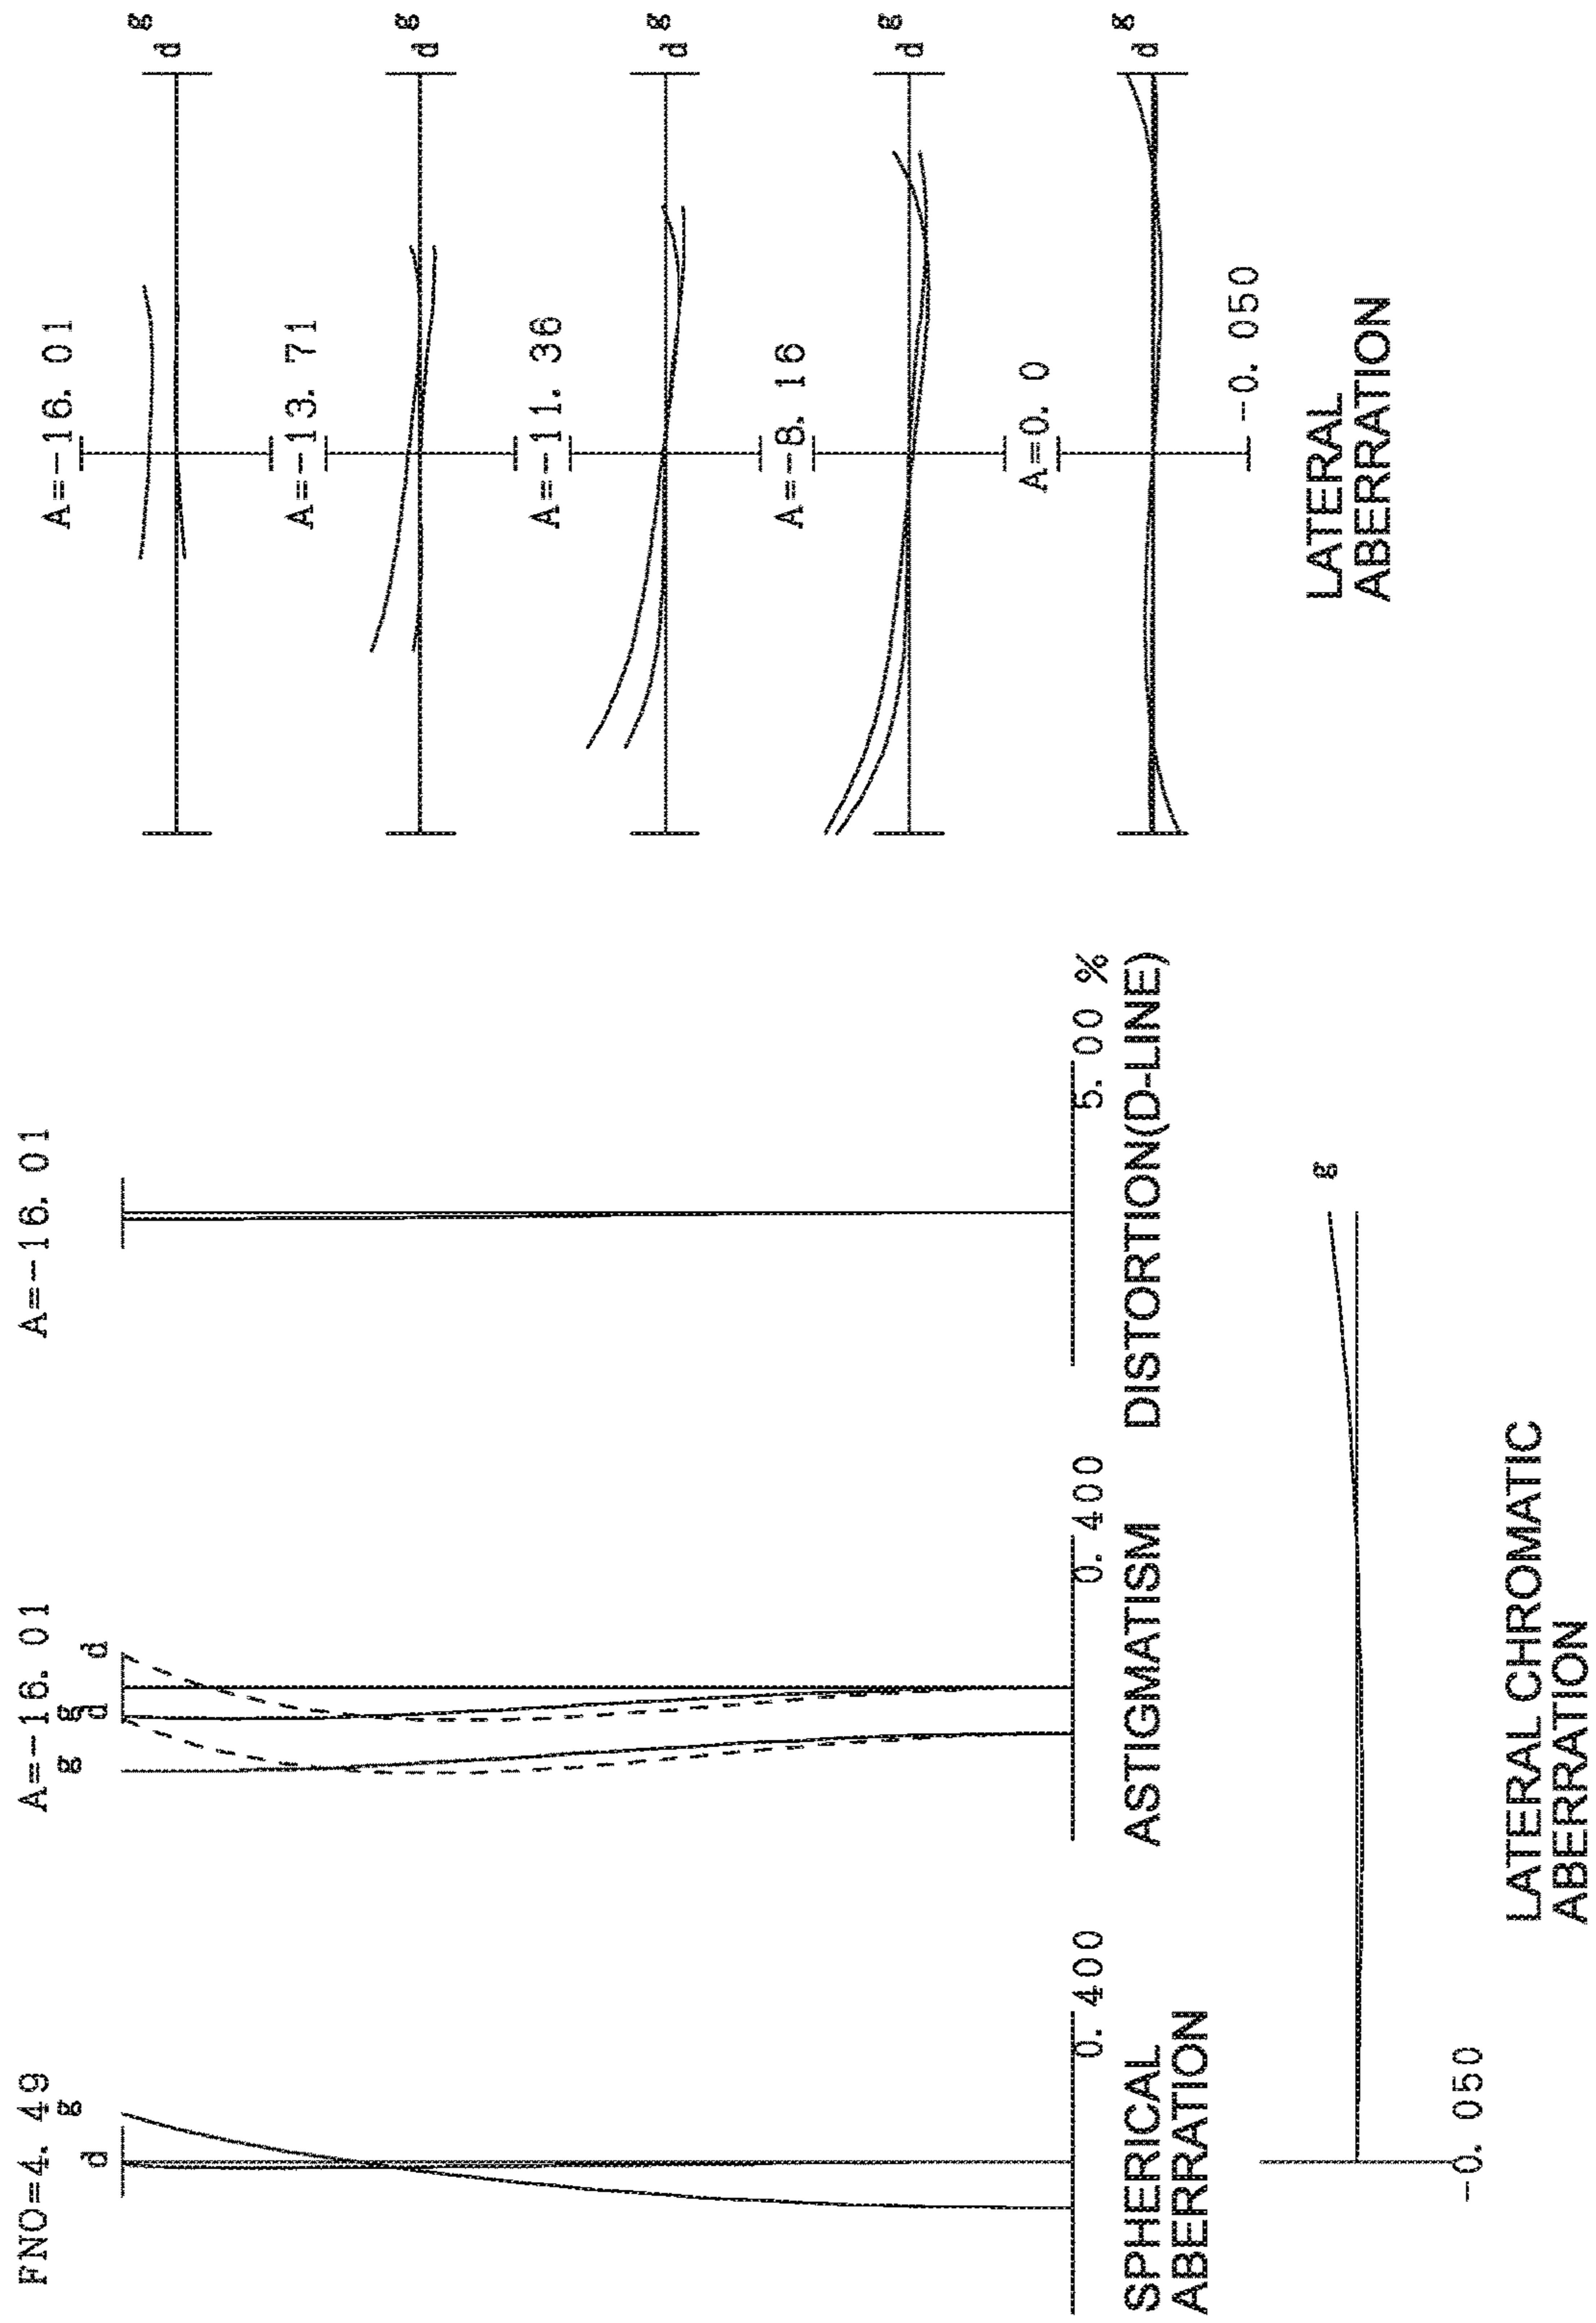 FNO=4. 49
g
d
0. 400
SPHERICAL
ABERRATION
A=-16. 01
g
g
d
d
0. 400
ASTIGMATISM
A=-16. 01
5. 00 %
DISTORTION(D-LINE)
g
-0. 050
LATERAL CHROMATIC
ABERRATION
A=-16. 01
g
d
A=-13. 71
g
d
A=-11. 36
g
d
A=-8. 16
g
d
A=0. 0
g
d
-0. 050
LATERAL
ABERRATION